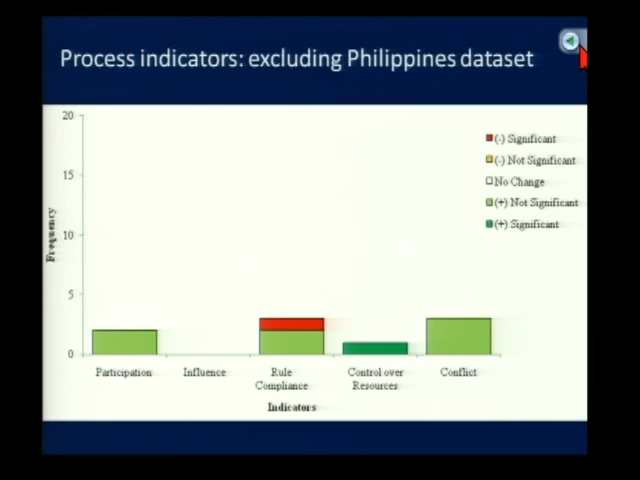 Process indicators: excluding Philippines dataset
20
15
10
5
0
Frequency
(-) Significant
(-) Not Significant
No Change
(+) Not Significant
(+) Significant
Participation
Influence
Rule
Compliance
Control over
Resources
Conflict
Indicators